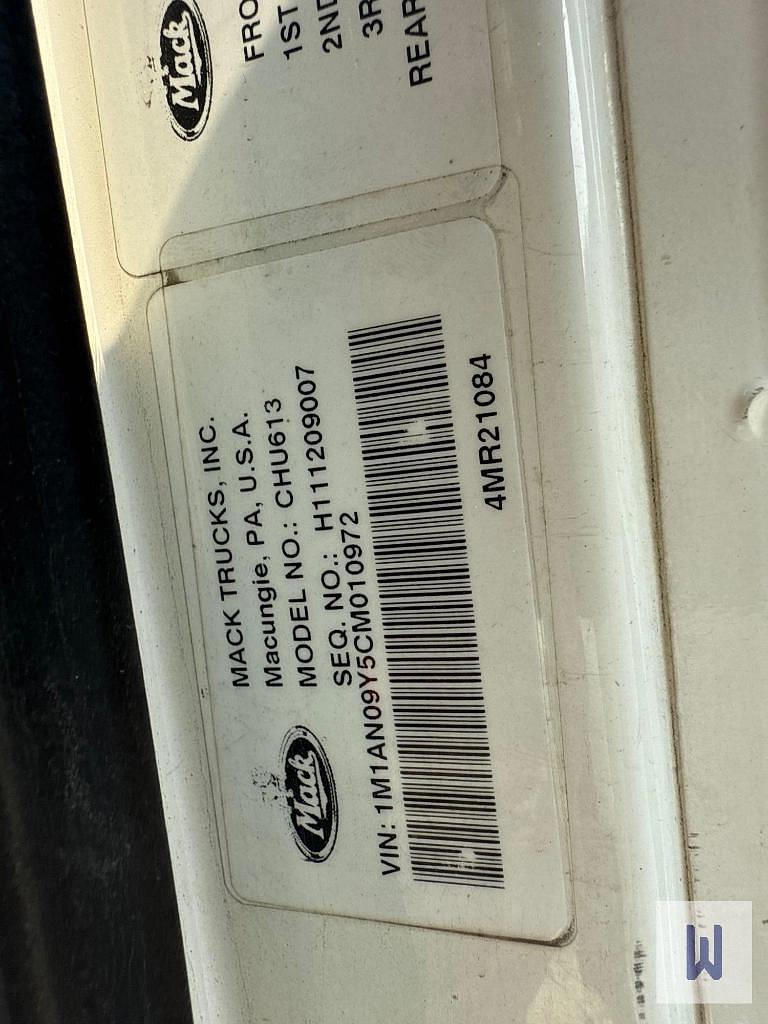 Mack
MACK TRUCKS, INC.
Macungie, PA, U.S.A.
MODEL NO.: CHU613
SEQ. NO.: H111209007
VIN: 1M1AN09Y5CM010972
4MR21084
Mack
FRO
1ST
2ND
3R
REAR
W